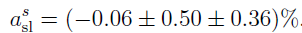 a^s_sl = (−0.06 ± 0.50 ± 0.36)%.